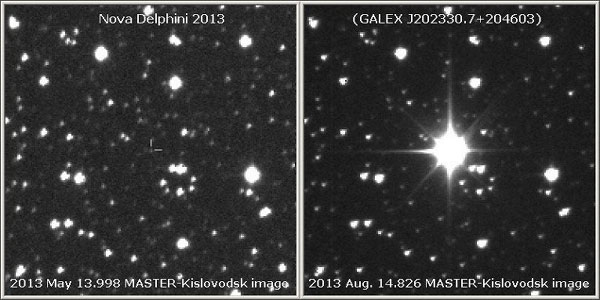 Nova Delphini 2013
(GALEX J202330.7+204603)
2013 May 13.998 MASTER-Kislovodsk image
2013 Aug. 14.826 MASTER-Kislovodsk image